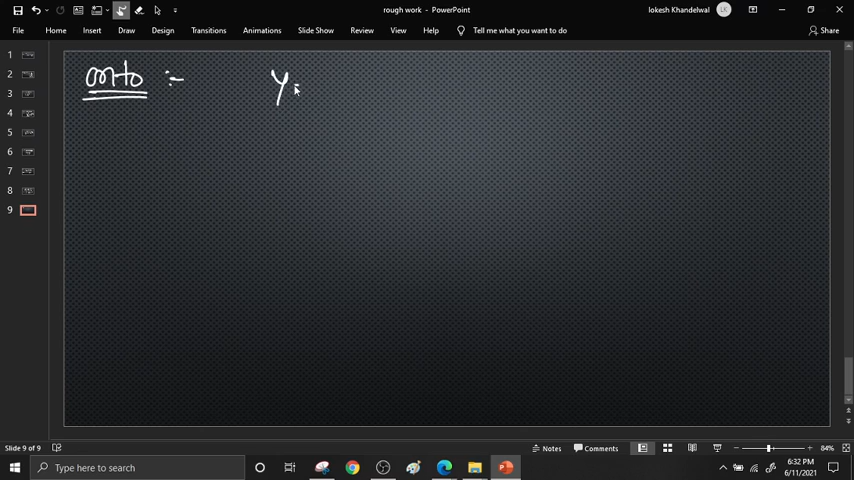 rough work - PowerPoint
lokesh Khandelwal LK
File Home Insert Draw Design Transitions Animations Slide Show Review View Help Tell me what you want to do Share
1
2
3
4
5
6
7
8
9
onto :- y =
Slide 9 of 9 Notes Comments 84%
Type here to search
6:32 PM
6/11/2021